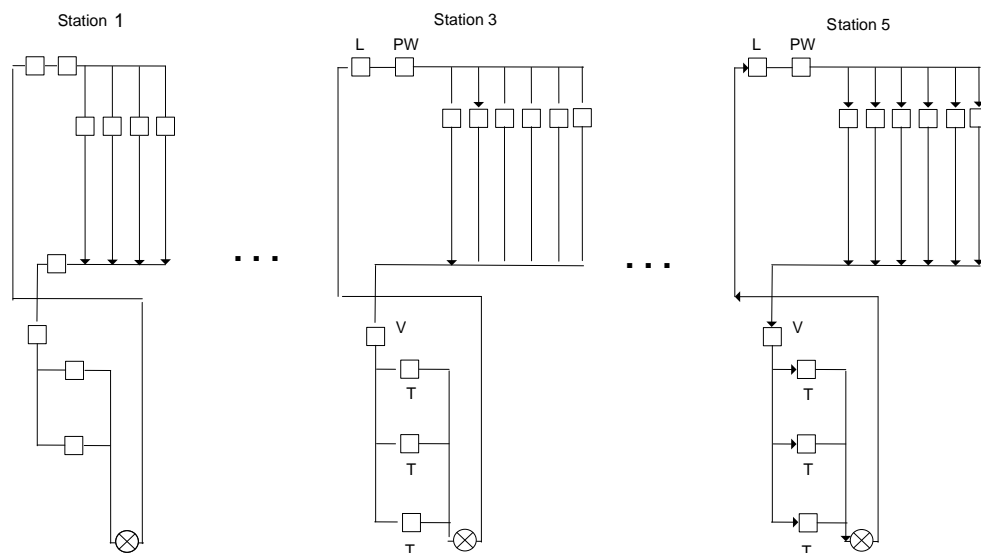 Station 1
Station 3
Station 5
L PW
L PW
. . .
. . .
V
V
T
T
T
T
T
T